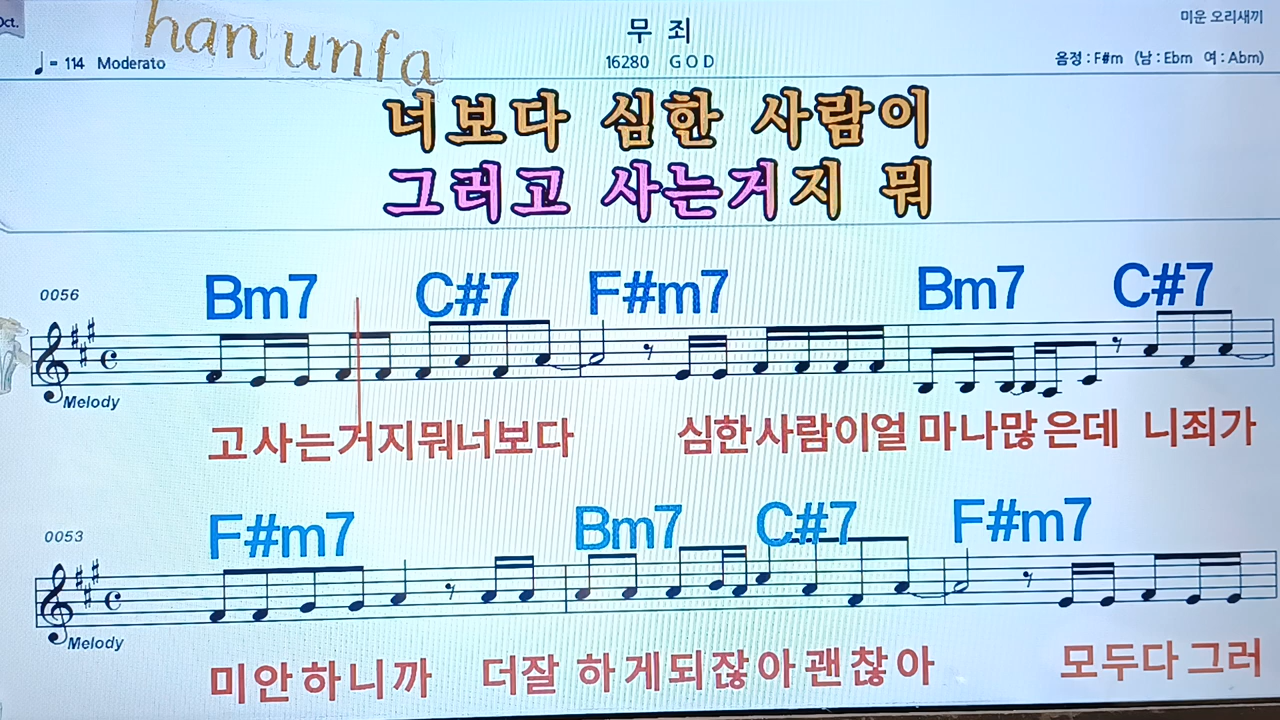 Oct.
han unfa
무 죄
미운 오리새끼
♩= 114 Moderato
16280 G O D
음정 : F#m (남 : Ebm 여 : Abm)
너보다 심한 사람이
그러고 사는거지 뭐
0056
Bm7 C#7 F#m7 Bm7 C#7
Melody
고사는거지뭐너보다 심한사람이얼 마나많은데 니죄가
0053
F#m7 Bm7 C#7 F#m7
Melody
미안하니까 더잘 하게되잖아괜찮아 모두다그러